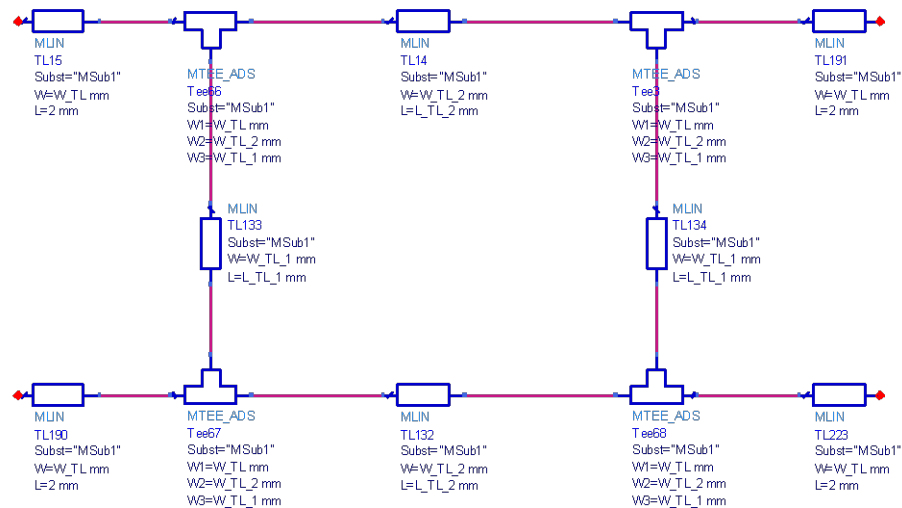 MLIN
TL15
Subst="MSub1"
W=W_TL mm
L=2 mm
MTEE_ADS
Tee66
Subst="MSub1"
W1=W_TL mm
W2=W_TL_2 mm
W3=W_TL_1 mm
MLIN
TL14
Subst="MSub1"
W=W_TL_2 mm
L=L_TL_2 mm
MTEE_ADS
Tee3
Subst="MSub1"
W1=W_TL mm
W2=W_TL_2 mm
W3=W_TL_1 mm
MLIN
TL191
Subst="MSub1"
W=W_TL mm
L=2 mm
MLIN
TL133
Subst="MSub1"
W=W_TL_1 mm
L=L_TL_1 mm
MLIN
TL134
Subst="MSub1"
W=W_TL_1 mm
L=L_TL_1 mm
MLIN
TL190
Subst="MSub1"
W=W_TL mm
L=2 mm
MTEE_ADS
Tee67
Subst="MSub1"
W1=W_TL mm
W2=W_TL_2 mm
W3=W_TL_1 mm
MLIN
TL132
Subst="MSub1"
W=W_TL_2 mm
L=L_TL_2 mm
MTEE_ADS
Tee68
Subst="MSub1"
W1=W_TL mm
W2=W_TL_2 mm
W3=W_TL_1 mm
MLIN
TL223
Subst="MSub1"
W=W_TL mm
L=2 mm